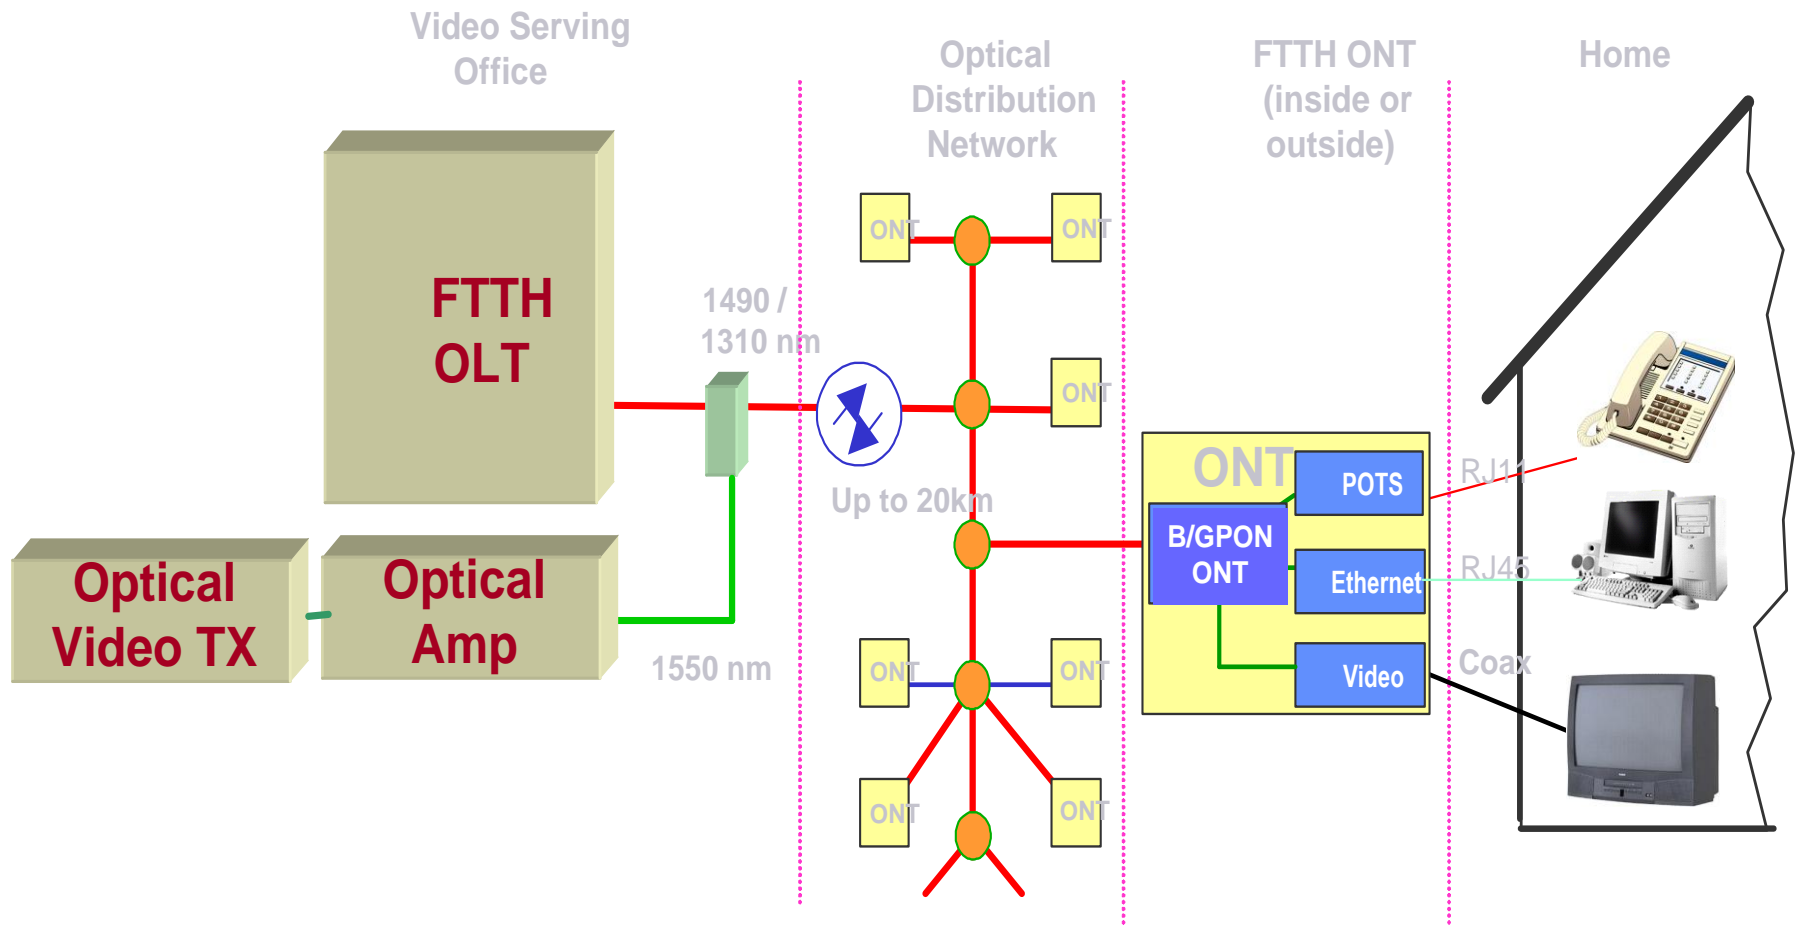 Video Serving
Office
Optical
Distribution
Network
FTTH ONT
(inside or
outside)
Home
FTTH
OLT
1490 /
1310 nm
ONT
ONT
ONT
Up to 20km
ONT
POTS
B/GPON
ONT
Ethernet
Video
RJ11
RJ45
Coax
Optical
Video TX
Optical
Amp
1550 nm
ONT
ONT
ONT
ONT